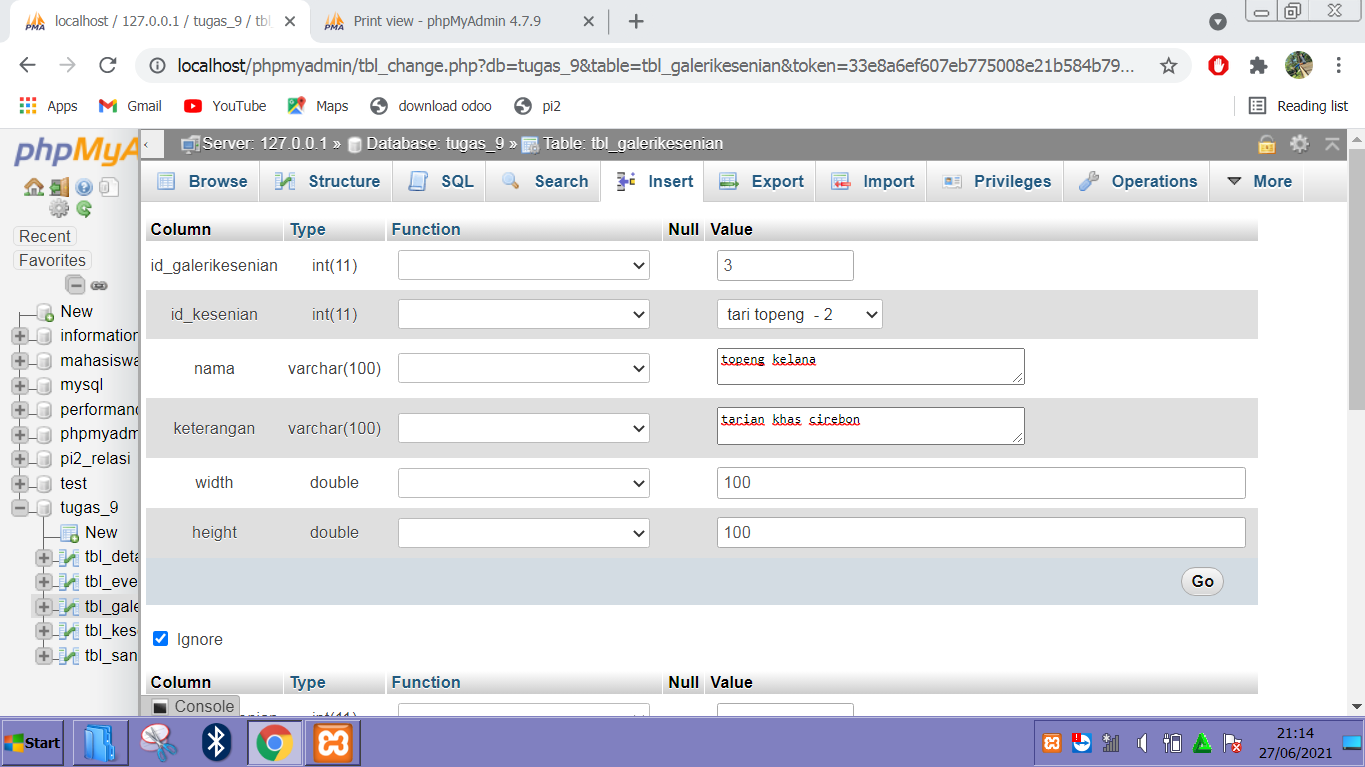 localhost / 127.0.0.1 / tugas_9 / tbl_
Print view - phpMyAdmin 4.7.9
localhost/phpmyadmin/tbl_change.php?db=tugas_9&table=tbl_galerikesenian&token=33e8a6ef607eb775008e21b584b79...
Apps Gmail YouTube Maps download odoo pi2 Reading list
phpMyA
Server: 127.0.0.1 » Database: tugas_9 » Table: tbl_galerikesenian
Browse Structure SQL Search Insert Export Import Privileges Operations More
Recent
Favorites
New
information
mahasiswa
mysql
performanc
phpmyadm
pi2_relasi
test
tugas_9
New
tbl_deta
tbl_eve
tbl_gale
tbl_kes
tbl_san
Column Type Function Null Value
id_galerikesenian int(11) 3
id_kesenian int(11) tari topeng - 2
nama varchar(100) topeng kelana
keterangan varchar(100) tarian khas cirebon
width double 100
height double 100
Go
Ignore
Column Type Function Null Value
Console
int(11)
Start
21:14
27/06/2021